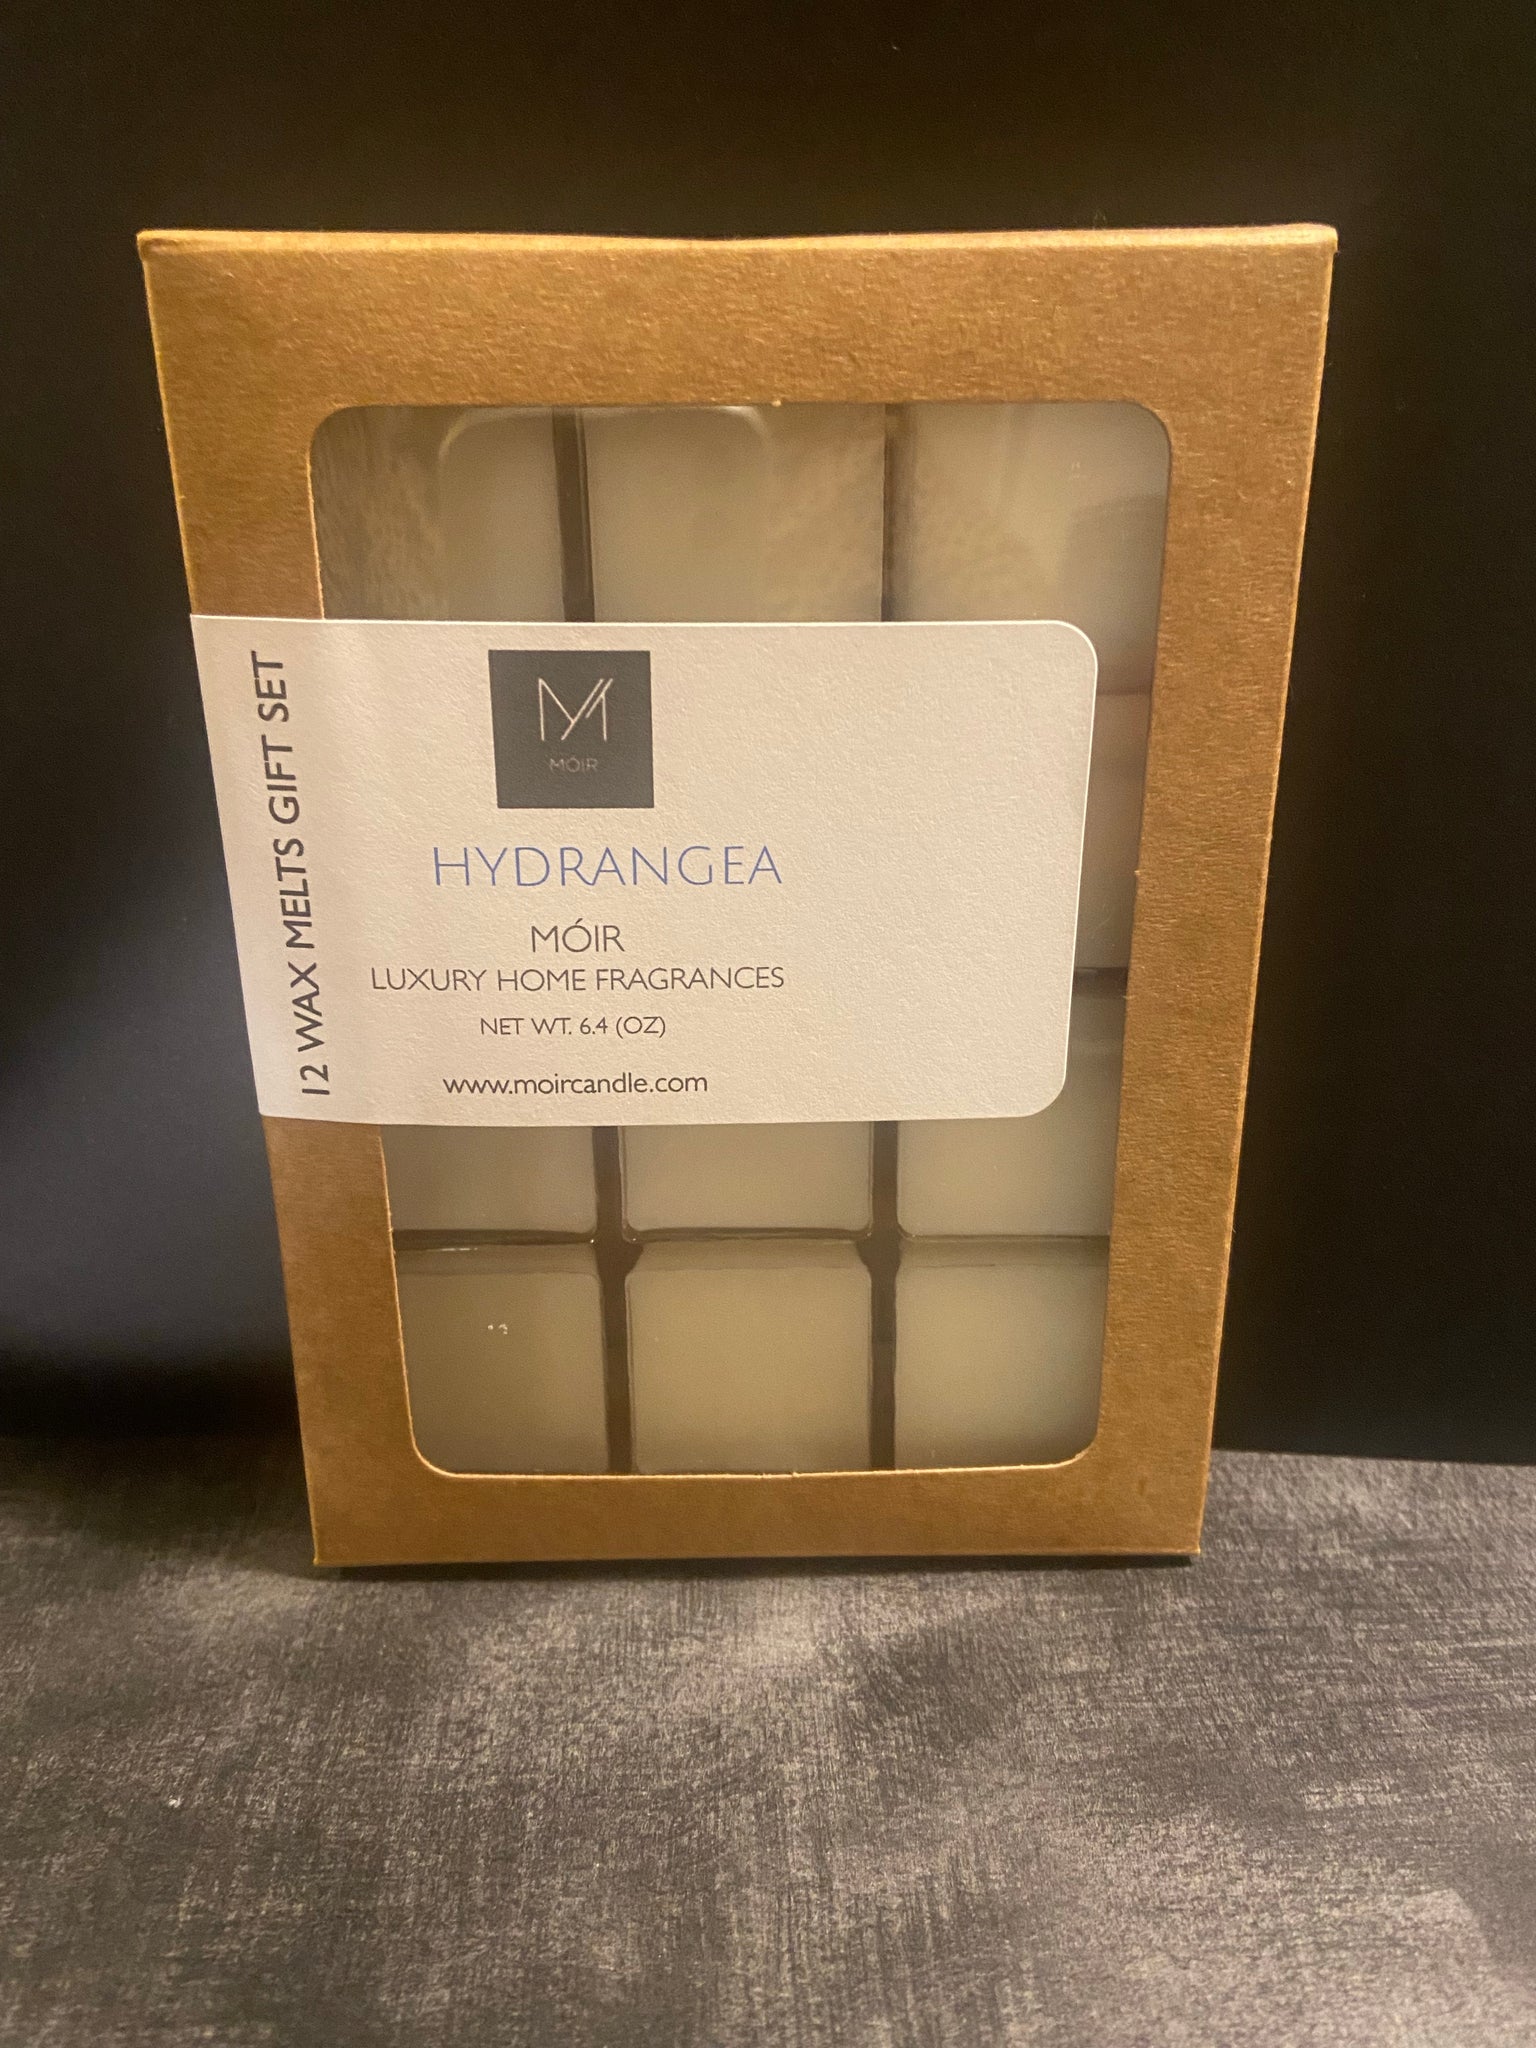 12 WAX MELTS GIFT SET
MÓIR
HYDRANGEA
MÓIR
LUXURY HOME FRAGRANCES
NET WT. 6.4 (OZ)
www.moircandle.com